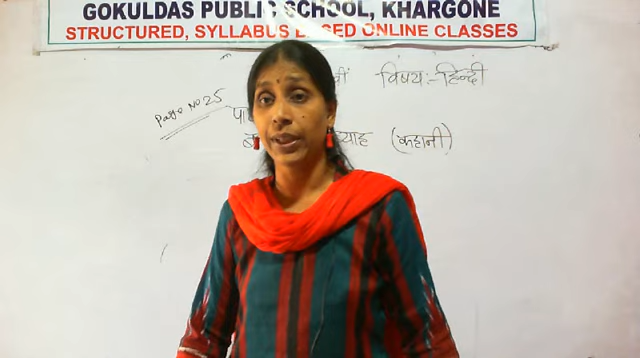 GOKULDAS PUBLIC SCHOOL, KHARGONE
STRUCTURED, SYLLABUS BASED ONLINE CLASSES
वीं विषय:-हिन्दी
Page No 25
(कहानी)